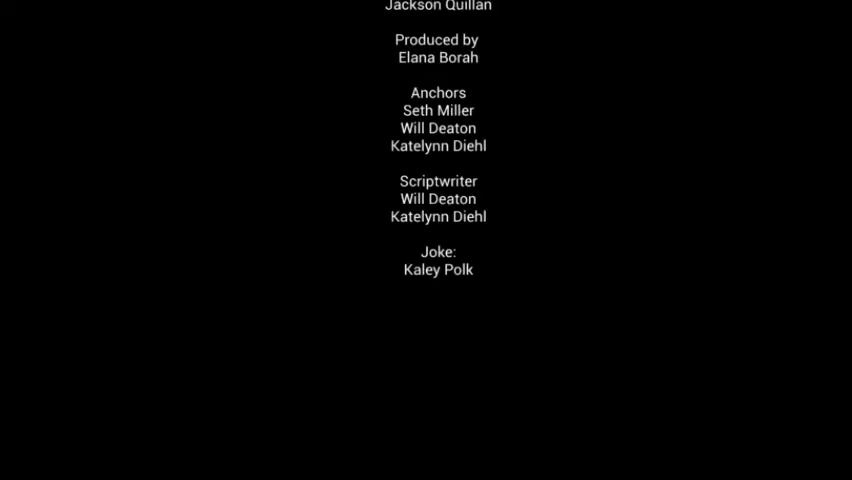 Jackson Quillan
Produced by
Elana Borah
Anchors
Seth Miller
Will Deaton
Katelynn Diehl
Scriptwriter
Will Deaton
Katelynn Diehl
Joke:
Kaley Polk